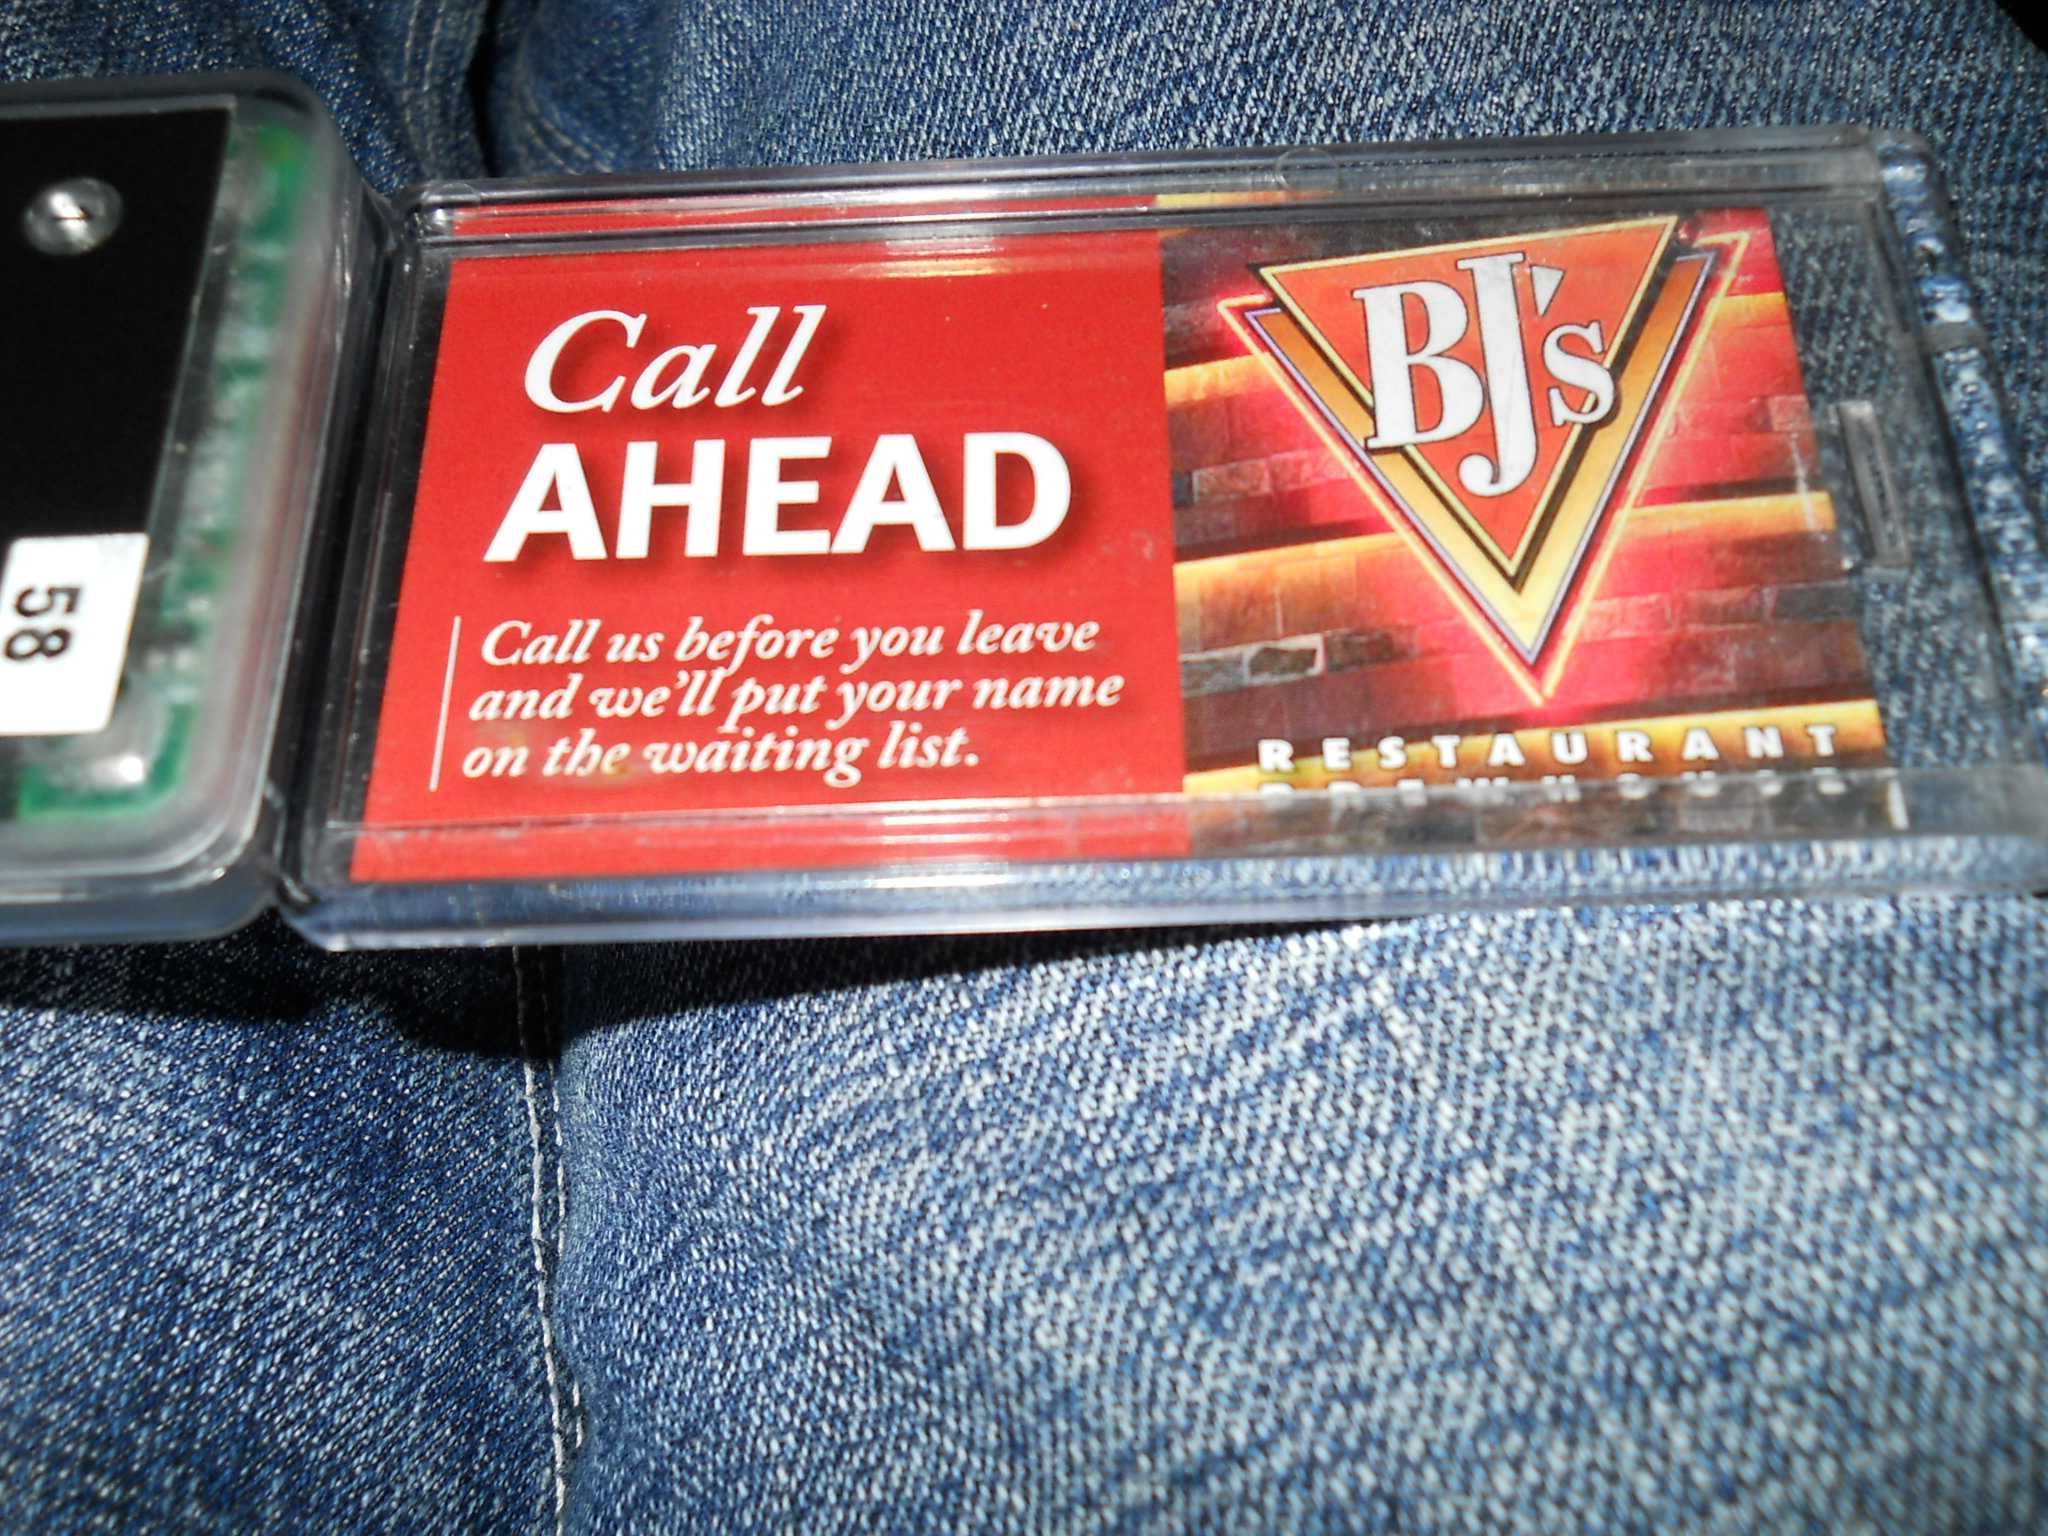 58
Call
AHEAD
Call us before you leave
and we'll put your name
on the waiting list.
BJ's
RESTAURANT
BREWHOUSE